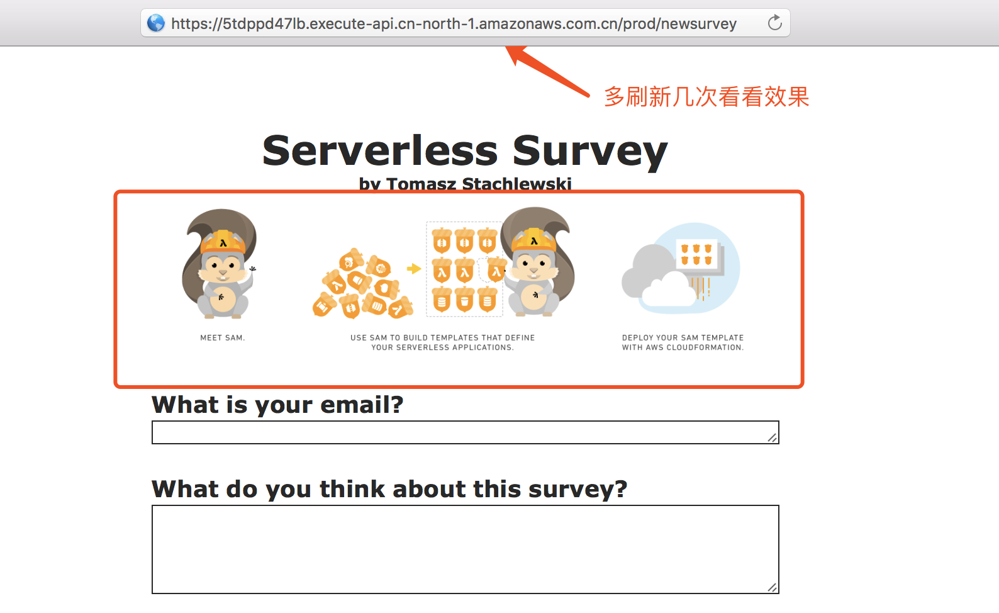 https://5tdppd47lb.execute-api.cn-north-1.amazonaws.com.cn/prod/newsurvey
多刷新几次看看效果
Serverless Survey
by Tomasz Stachlewski
MEET SAM.
USE SAM TO BUILD TEMPLATES THAT DEFINE
YOUR SERVERLESS APPLICATIONS.
DEPLOY YOUR SAM TEMPLATE
WITH AWS CLOUDFORMATION.
What is your email?
What do you think about this survey?